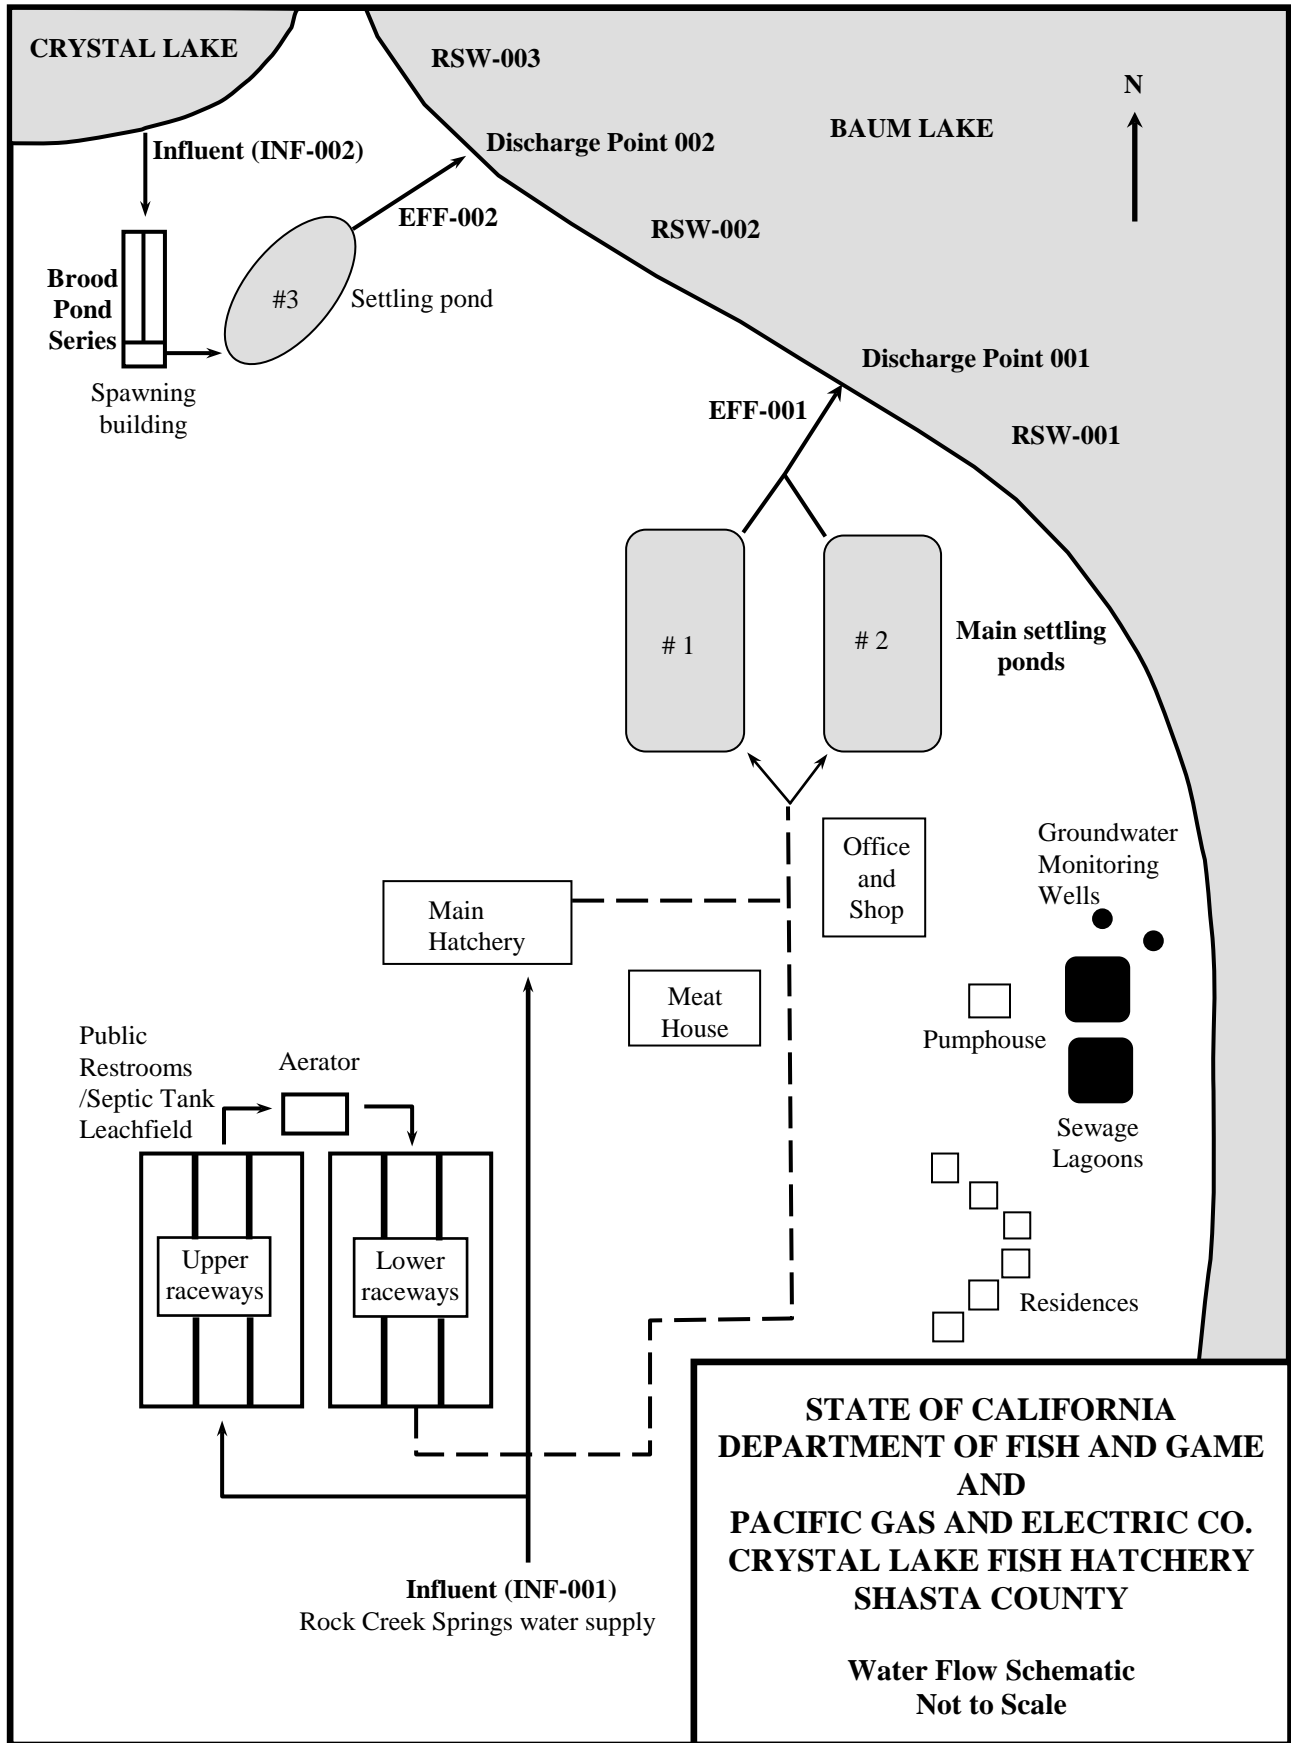 CRYSTAL LAKE
RSW-003
N
BAUM LAKE
Influent (INF-002)
Discharge Point 002
EFF-002
RSW-002
Brood
Pond
Series
#3
Settling pond
Spawning
building
Discharge Point 001
EFF-001
RSW-001
# 1
# 2
Main settling
ponds
Office
and
Shop
Groundwater
Monitoring
Wells
Main
Hatchery
Meat
House
Pumphouse
Public
Restrooms
/Septic Tank
Leachfield
Aerator
Sewage
Lagoons
Upper
raceways
Lower
raceways
Residences
Influent (INF-001)
Rock Creek Springs water supply
STATE OF CALIFORNIA
DEPARTMENT OF FISH AND GAME
AND
PACIFIC GAS AND ELECTRIC CO.
CRYSTAL LAKE FISH HATCHERY
SHASTA COUNTY
Water Flow Schematic
Not to Scale